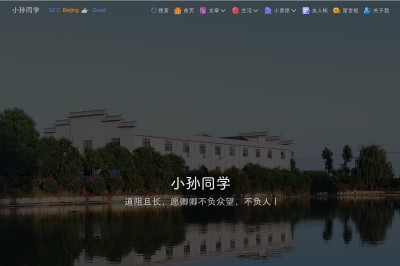 小孙同学 31℃ Beijing Good 搜索 首页 文章 生活 小资源 友人帐 留言板 关于我
小孙同学
道阻且长，愿卿卿不负众望、不负人|